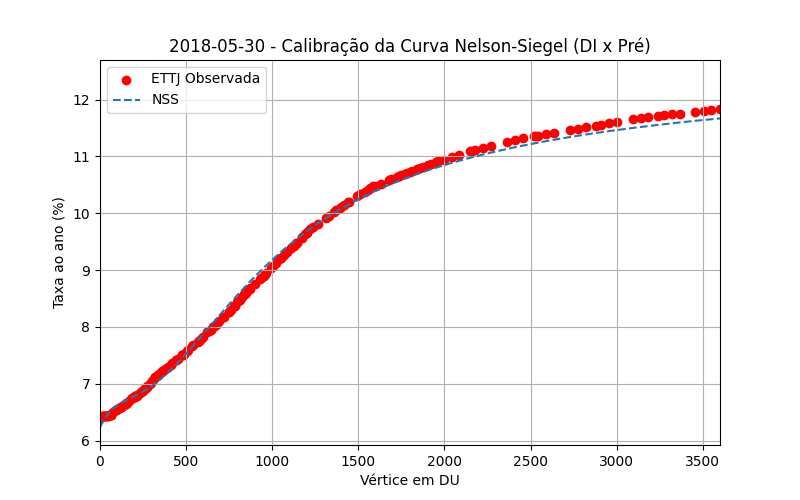 2018-05-30 - Calibração da Curva Nelson-Siegel (DI x Pré)
ETTJ Observada
NSS
Taxa ao ano (%)
12
11
10
9
8
7
6
0 500 1000 1500 2000 2500 3000 3500
Vértice em DU